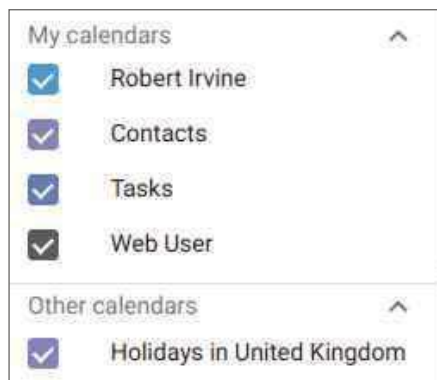 My calendars
Robert Irvine
Contacts
Tasks
Web User
Other calendars
Holidays in United Kingdom